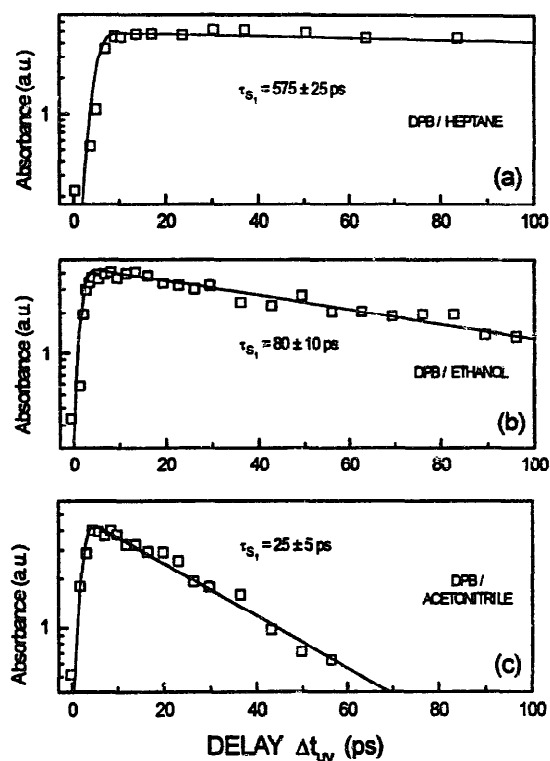 Absorbance (a.u.)
1
τS₁ = 575 ± 25 ps
DPB / HEPTANE
(a)
0 20 40 60 80 100
Absorbance (a.u.)
1
τS₁ = 80 ± 10 ps
DPB / ETHANOL
(b)
0 20 40 60 80 100
Absorbance (a.u.)
1
τS₁ = 25 ± 5 ps
DPB /
ACETONITRILE
(c)
0 20 40 60 80 100
DELAY ΔtUV (ps)